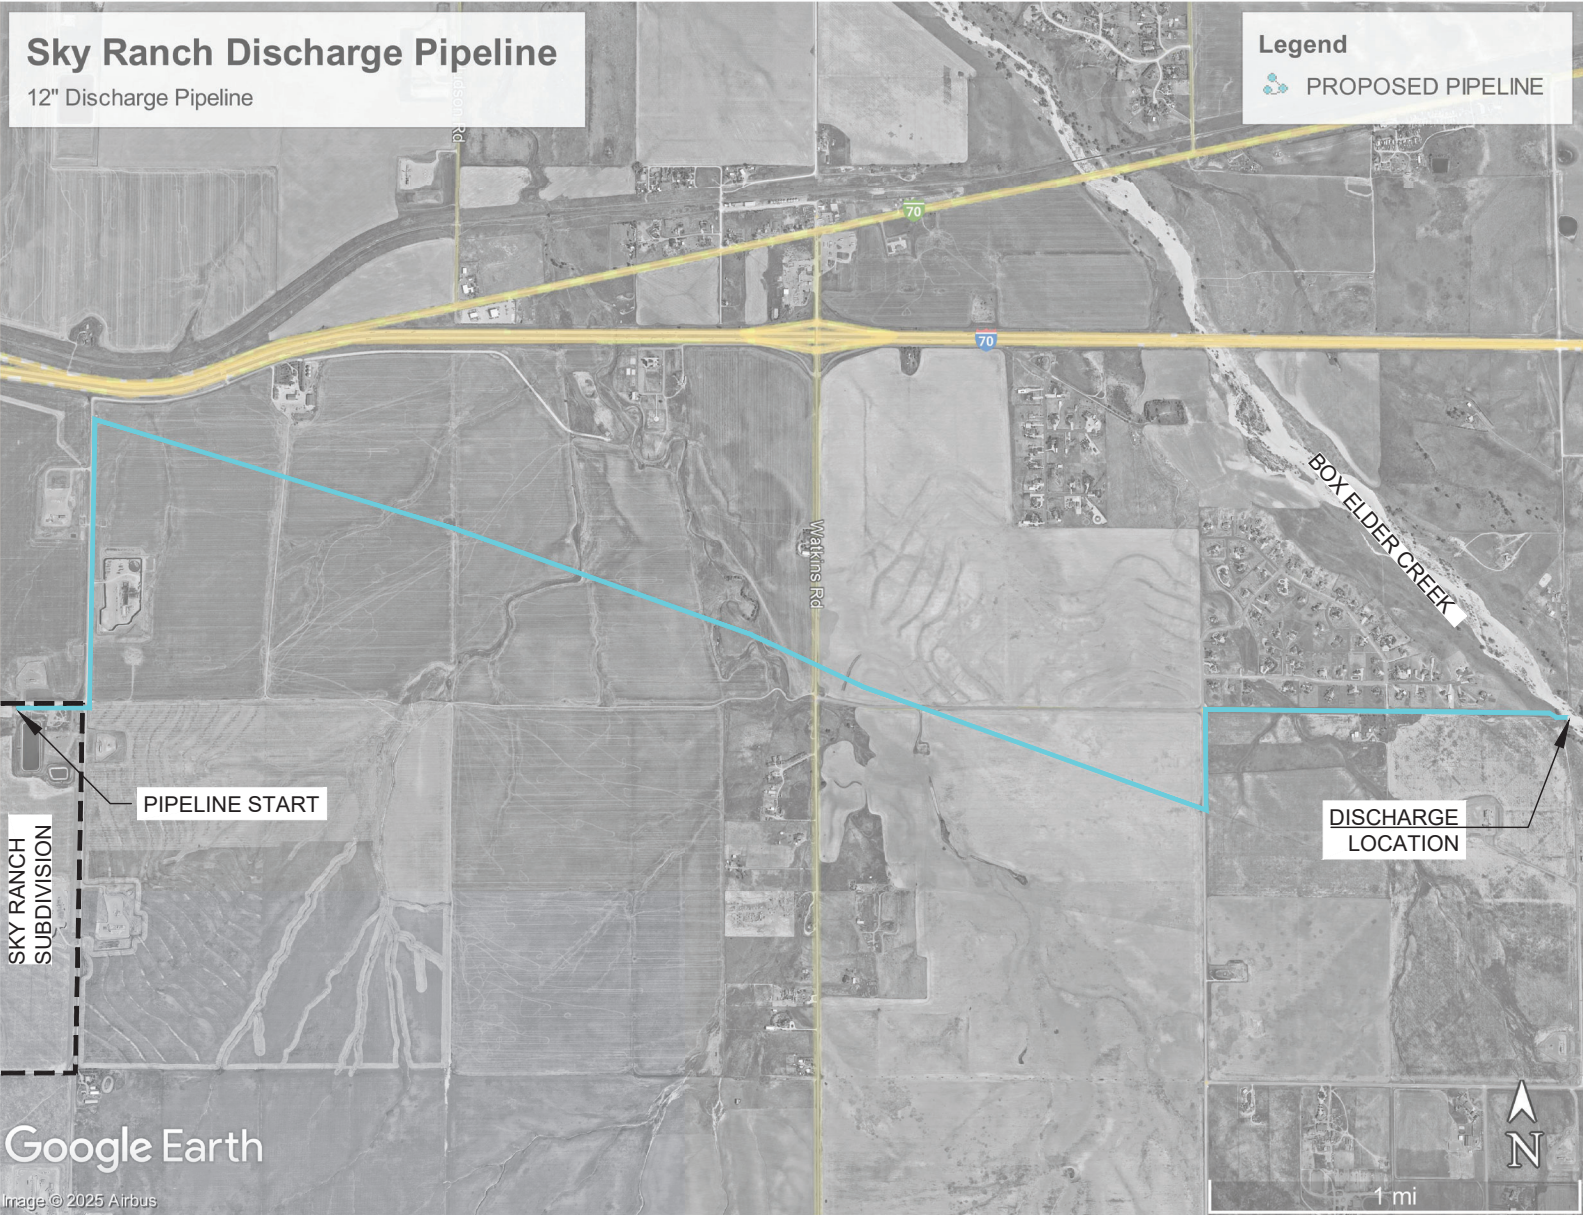 Sky Ranch Discharge Pipeline
12" Discharge Pipeline
Legend
PROPOSED PIPELINE
Rd
70
70
Watkins Rd
BOX ELDER CREEK
PIPELINE START
SKY RANCH
SUBDIVISION
DISCHARGE
LOCATION
Google Earth
Image © 2025 Airbus
N
1 mi